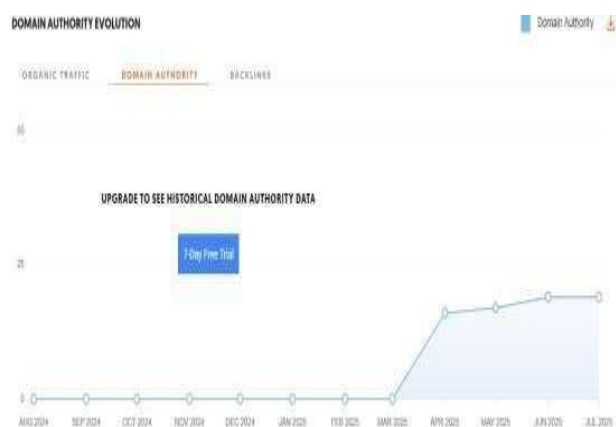 DOMAIN AUTHORITY EVOLUTION
Domain Authority
ORGANIC TRAFFIC DOMAIN AUTHORITY BACKLINKS
UPGRADE TO SEE HISTORICAL DOMAIN AUTHORITY DATA
7-Day Free Trial
25
0
AUG 2024 SEP 2024 OCT 2024 NOV 2024 DEC 2024 JAN 2025 FEB 2025 MAR 2025 APR 2025 MAY 2025 JUN 2025 JUL 2025